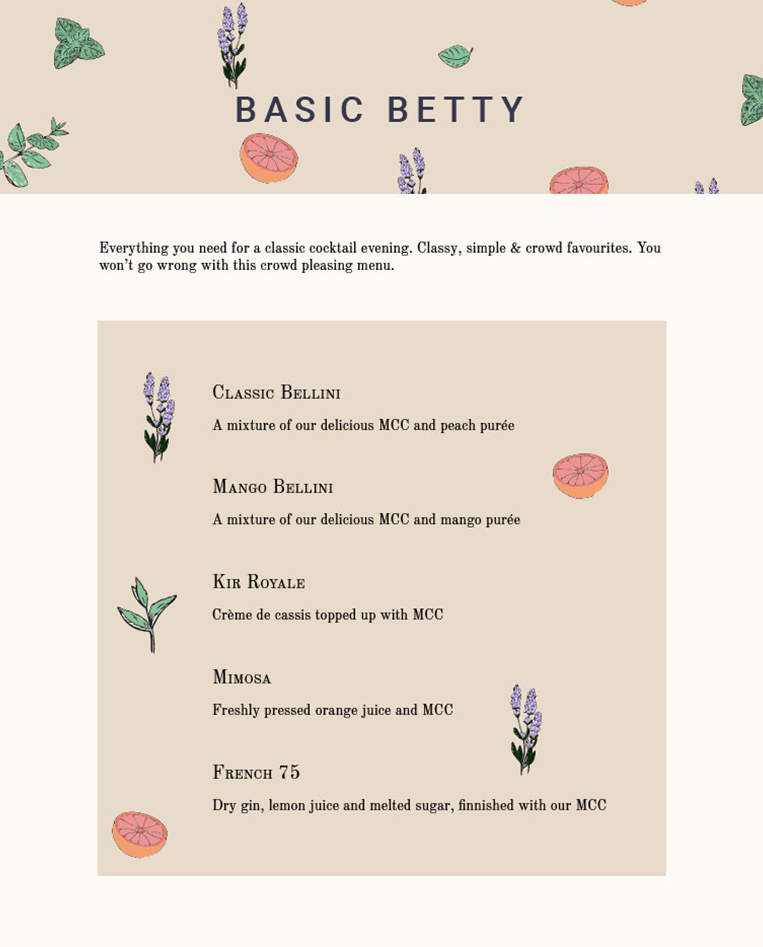 BASIC BETTY
Everything you need for a classic cocktail evening. Classy, simple & crowd favourites. You
won't go wrong with this crowd pleasing menu.
Classic Bellini
A mixture of our delicious MCC and peach purée
Mango Bellini
A mixture of our delicious MCC and mango purée
Kir Royale
Crème de cassis topped up with MCC
Mimosa
Freshly pressed orange juice and MCC
French 75
Dry gin, lemon juice and melted sugar, finnished with our MCC